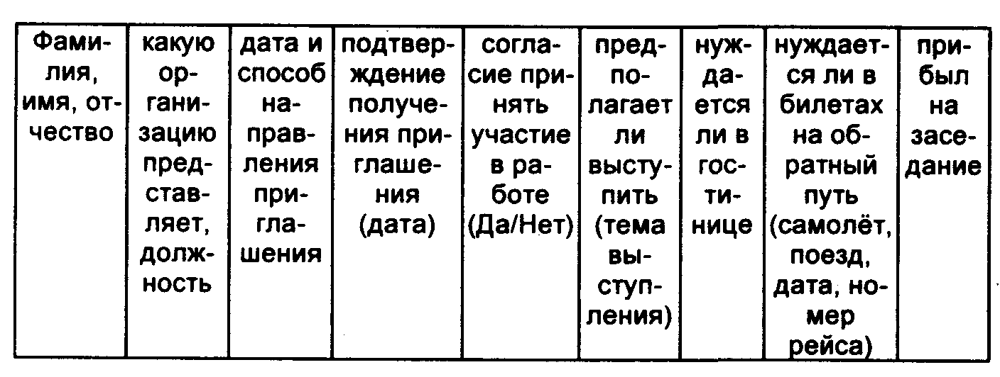 Фами-
лия,
имя, от-
чество
какую
ор-
гани-
зацию
пред-
став-
ляет,
долж-
ность
дата и
способ
на-
прав-
ления
при-
гла-
шения
подтвер-
ждение
получе-
ния при-
глаше-
ния
(дата)
согла-
сие при-
нять
участие
в ра-
боте
(Да/Нет)
пред-
по-
лагает
ли
высту-
пить
(тема
вы-
ступ-
ления)
нуж-
да-
ется
ли в
гос-
ти-
нице
нуждает-
ся ли в
билетах
на об-
ратный
путь
(самолёт,
поезд,
дата, но-
мер
рейса)
при-
был
на
засе-
дание